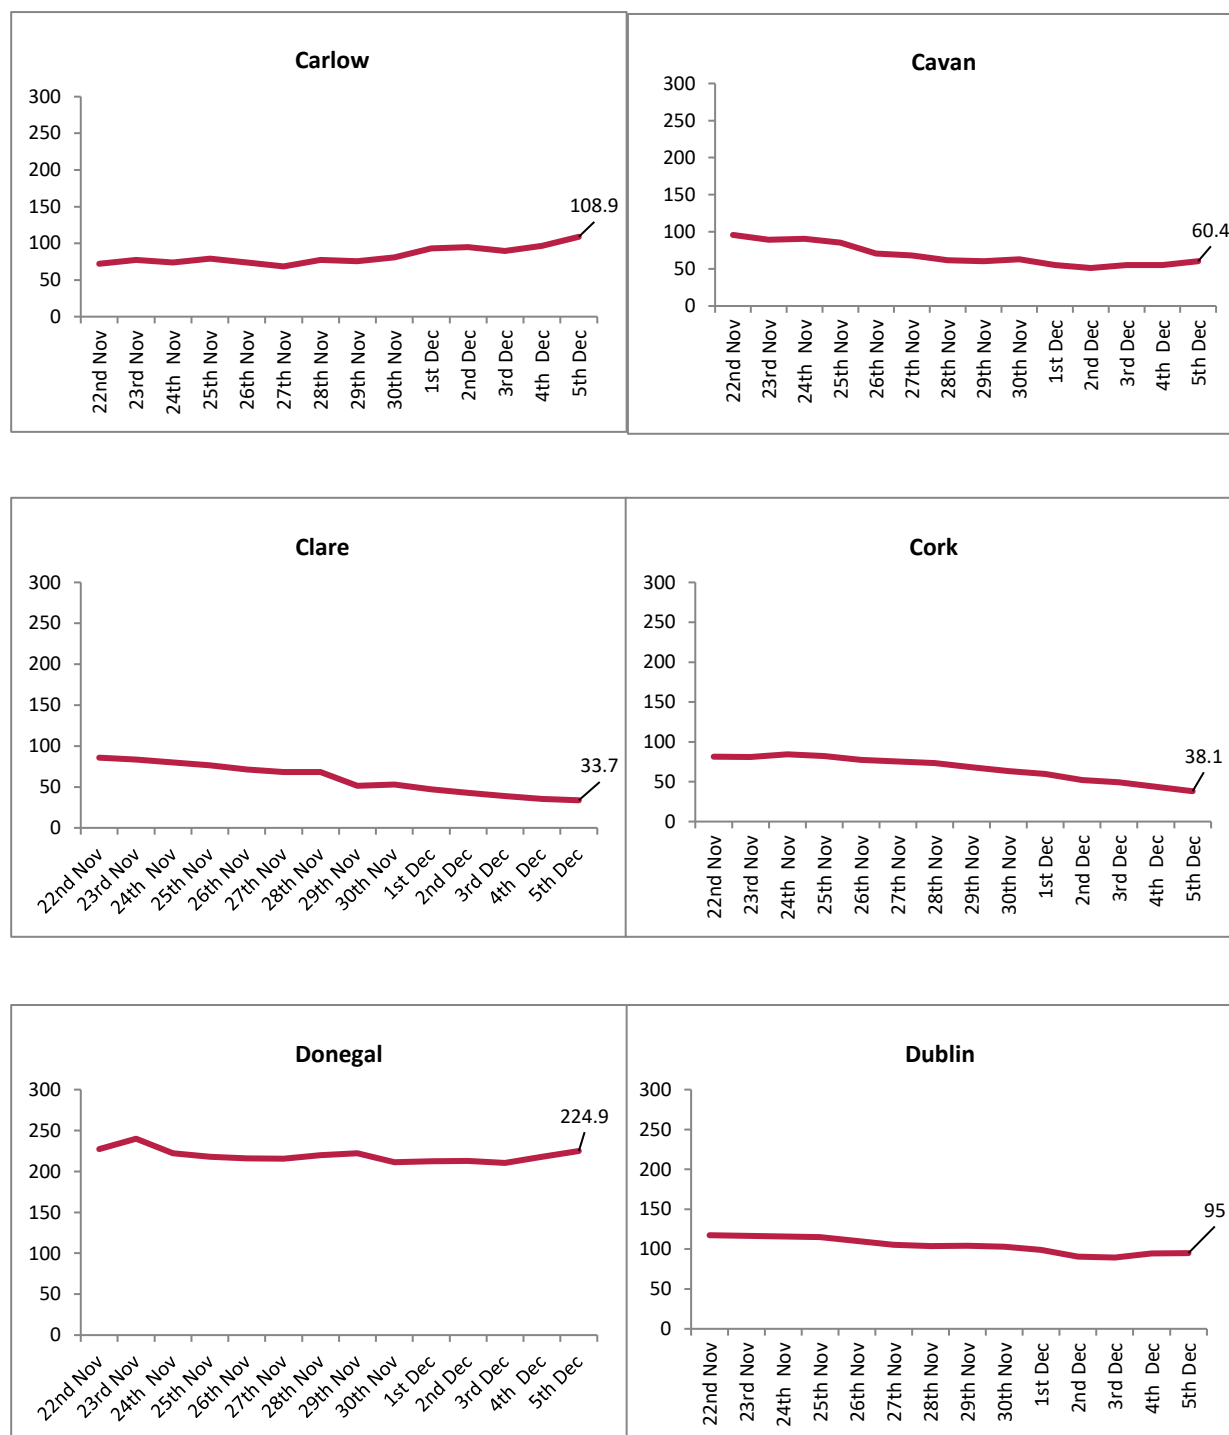 Carlow
300
250
200
150
100
50
0
108.9
22nd Nov
23rd Nov
24th Nov
25th Nov
26th Nov
27th Nov
28th Nov
29th Nov
30th Nov
1st Dec
2nd Dec
3rd Dec
4th Dec
5th Dec
Cavan
300
250
200
150
100
50
0
60.4
22nd Nov
23rd Nov
24th Nov
25th Nov
26th Nov
27th Nov
28th Nov
29th Nov
30th Nov
1st Dec
2nd Dec
3rd Dec
4th Dec
5th Dec
Clare
300
250
200
150
100
50
0
33.7
22nd Nov
23rd Nov
24th Nov
25th Nov
26th Nov
27th Nov
28th Nov
29th Nov
30th Nov
1st Dec
2nd Dec
3rd Dec
4th Dec
5th Dec
Cork
300
250
200
150
100
50
0
38.1
22nd Nov
23rd Nov
24th Nov
25th Nov
26th Nov
27th Nov
28th Nov
29th Nov
30th Nov
1st Dec
2nd Dec
3rd Dec
4th Dec
5th Dec
Donegal
300
250
200
150
100
50
0
224.9
22nd Nov
23rd Nov
24th Nov
25th Nov
26th Nov
27th Nov
28th Nov
29th Nov
30th Nov
1st Dec
2nd Dec
3rd Dec
4th Dec
5th Dec
Dublin
300
250
200
150
100
50
0
95
22nd Nov
23rd Nov
24th Nov
25th Nov
26th Nov
27th Nov
28th Nov
29th Nov
30th Nov
1st Dec
2nd Dec
3rd Dec
4th Dec
5th Dec